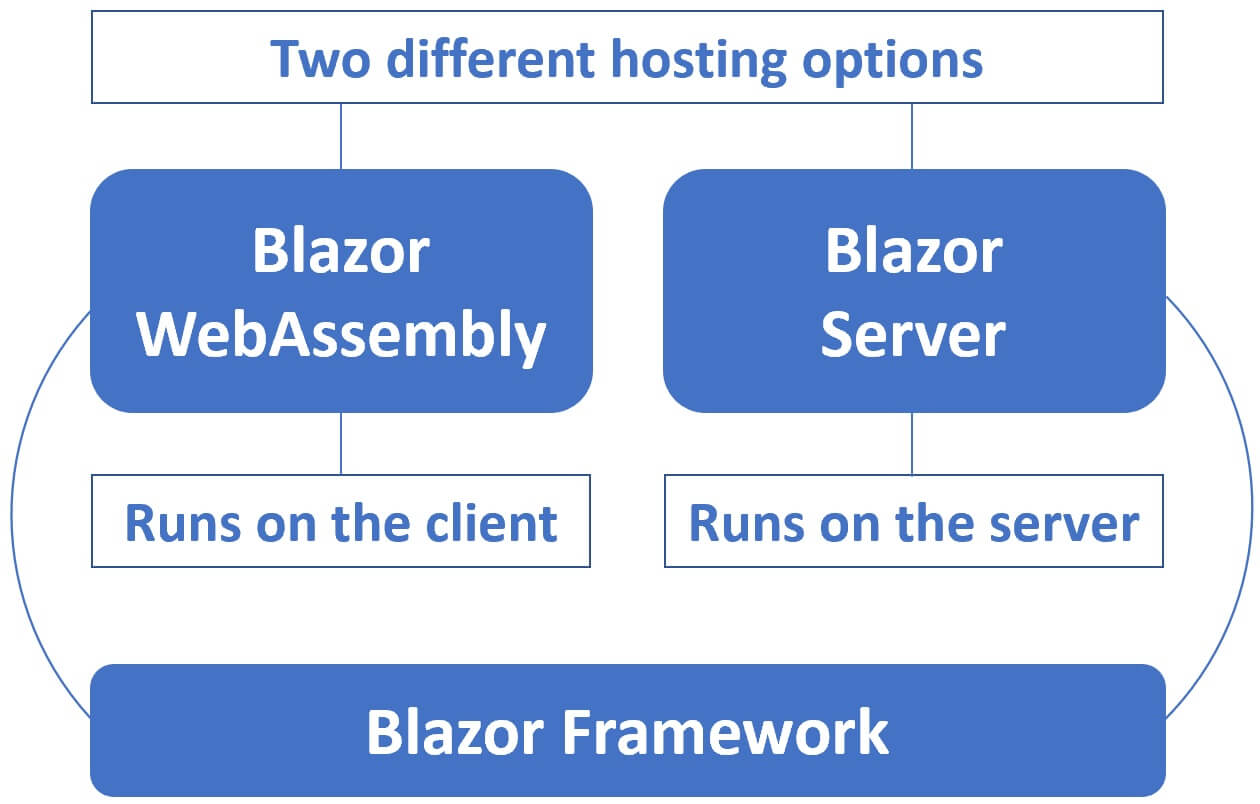 Two different hosting options
Blazor
WebAssembly
Blazor
Server
Runs on the client
Runs on the server
Blazor Framework